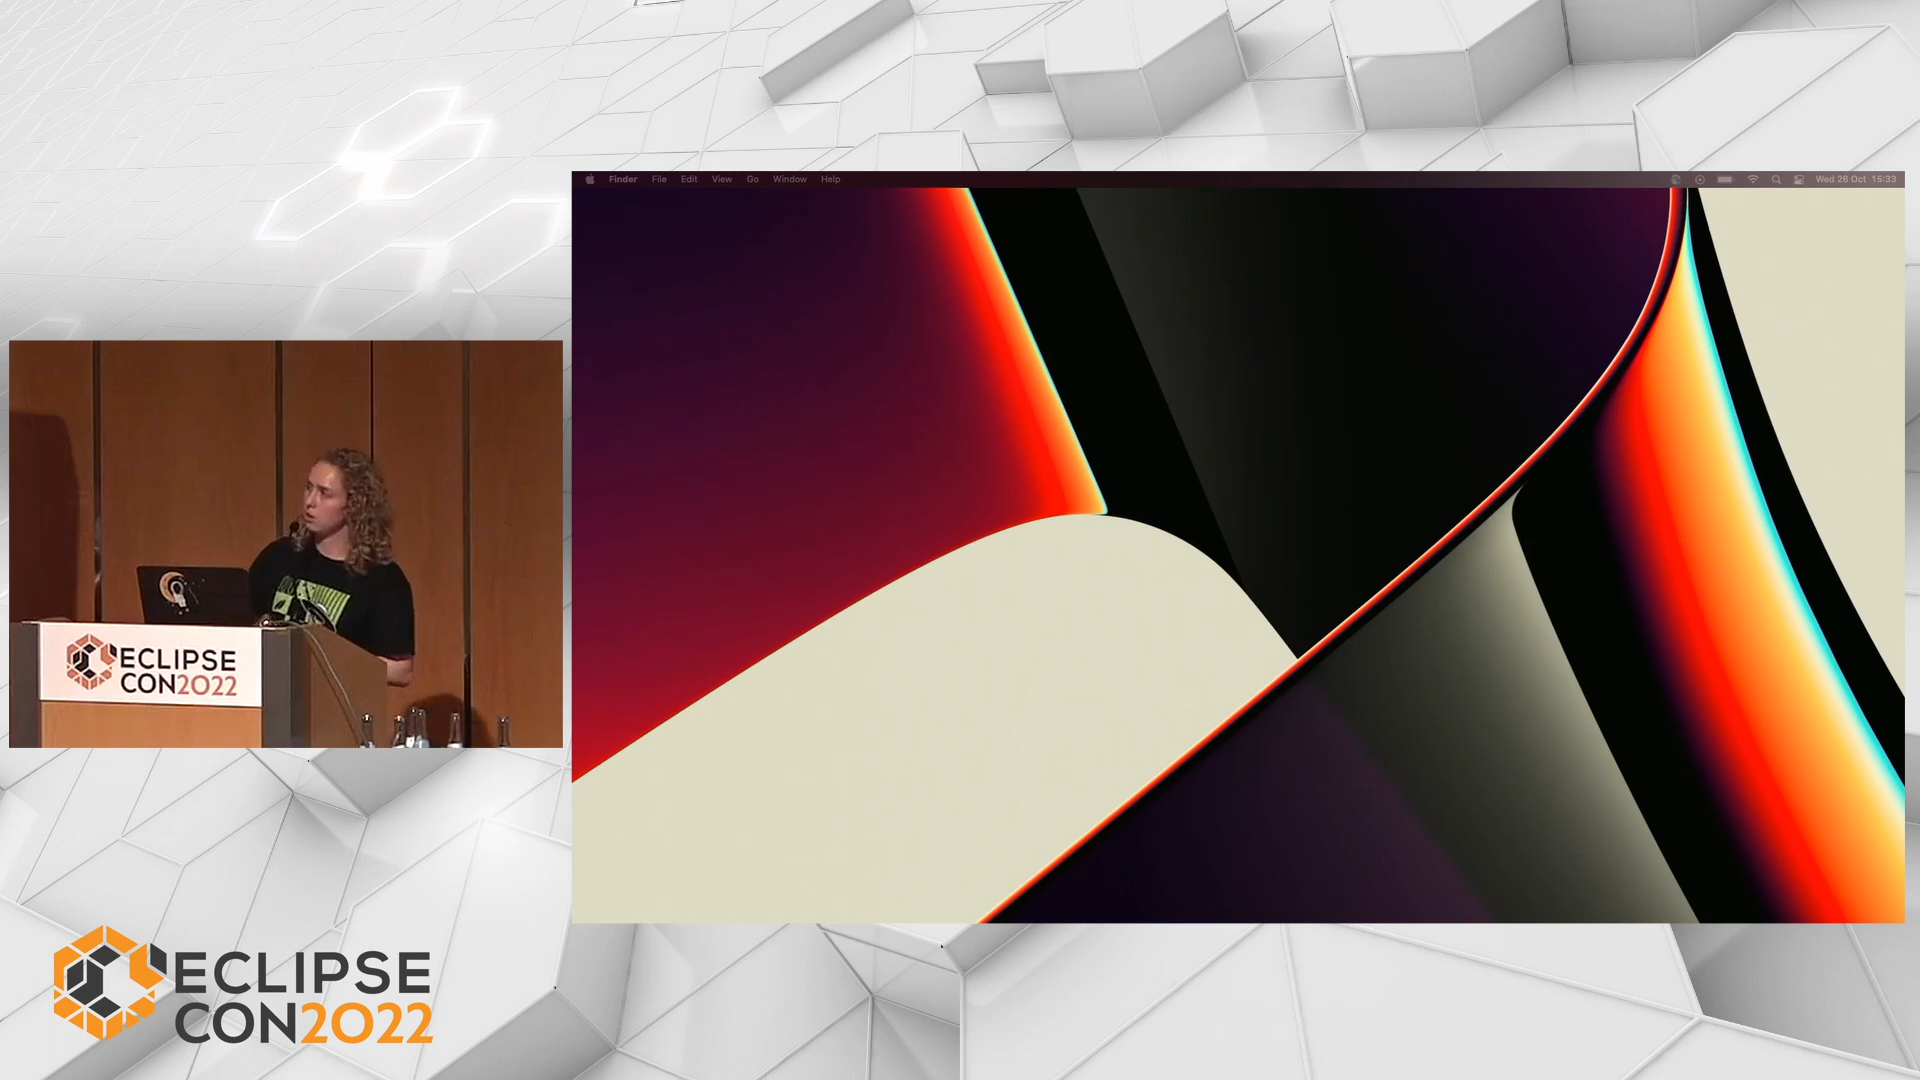 Finder File Edit View Go Window Help
Wed 26 Oct 15:33
ECLIPSE
CON2022
ECLIPSE
CON2022